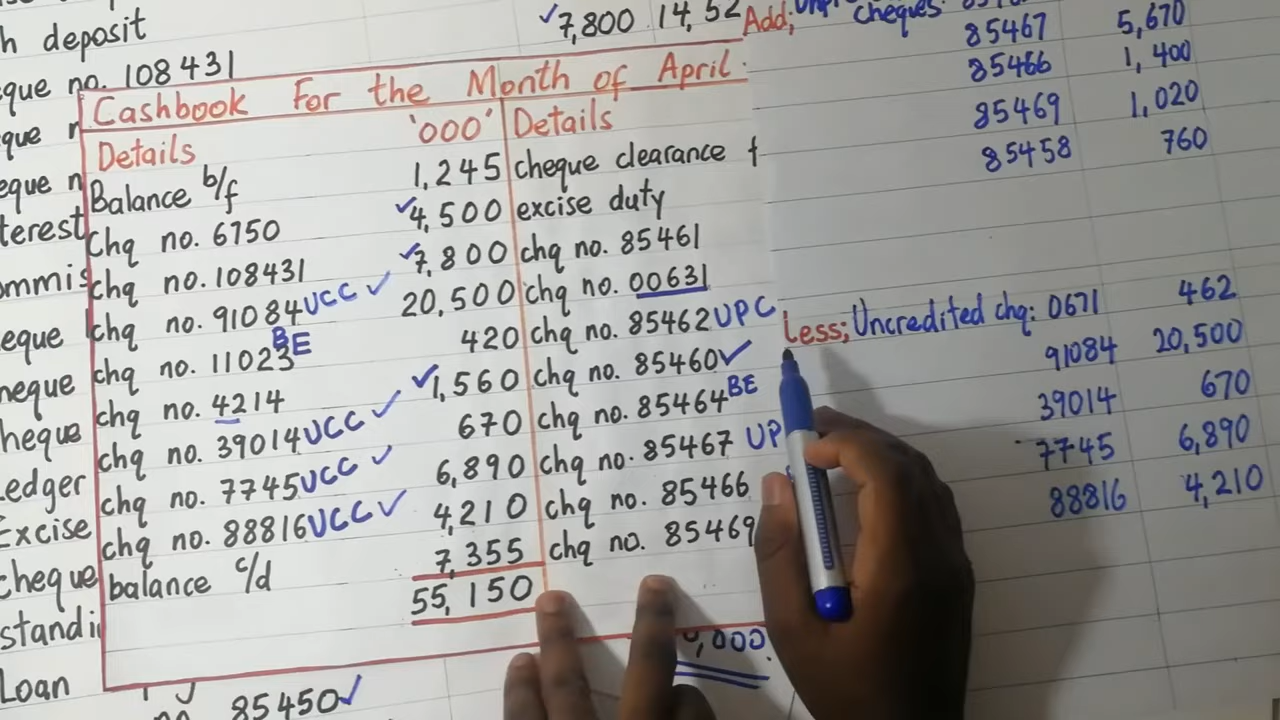 h deposit
7,800 14,52
que no. 108431
que
eque
terest
ommis
eque
heque
heque
Ledger
Excise
cheque
standi
Loan
85450
Cashbook For the Month of April.
Details '000' Details
Balance b/f 1,245 cheque clearance f
Chq no. 6750 4,500 excise duty
Chq no. 108431 7,800 chq no. 85461
chq no. 91084 UCC 20,500 chq no. 00631
chq no. 11023 BE 420 chq no. 85462 UPC
chq no. 4214 1,560 chq no. 85460
chq no. 39014 UCC 670 chq no. 85464 BE
chq no. 7745 UCC 6,890 chq no. 85467 UP
chq no. 88816 UCC 4,210 chq no. 85466
balance c/d 7,355 chq no. 85469
55,150
,000.
Add; cheques:
85467 5,670
85466 1,400
85469 1,020
85458 760
Less; Uncredited chq: 0671 462
91084 20,500
39014 670
7745 6,890
88816 4,210